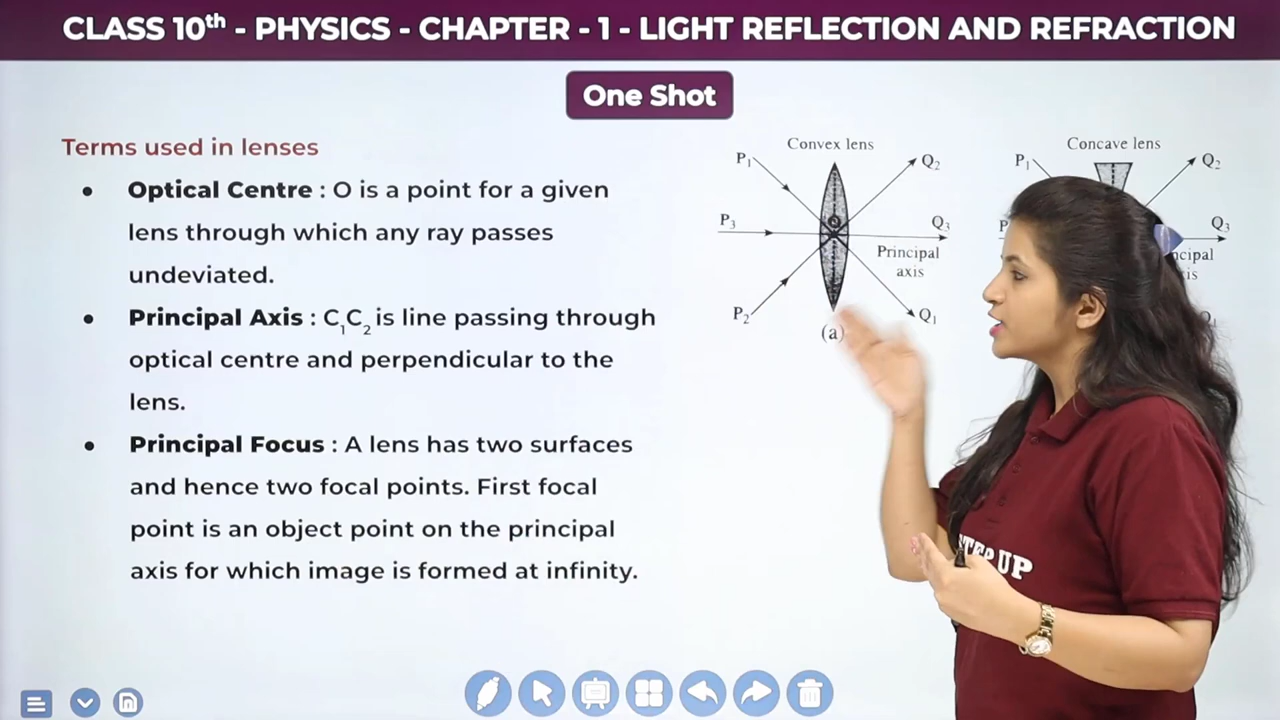 CLASS 10th - PHYSICS - CHAPTER - 1 - LIGHT REFLECTION AND REFRACTION
One Shot
Terms used in lenses
• Optical Centre : O is a point for a given
lens through which any ray passes
undeviated.
• Principal Axis : C1C2 is line passing through
optical centre and perpendicular to the
lens.
• Principal Focus : A lens has two surfaces
and hence two focal points. First focal
point is an object point on the principal
axis for which image is formed at infinity.
Convex lens
P1
Q2
P3
O
Q3
Principal
axis
P2
Q1
(a)
Concave lens
P1
Q2
Q3
Q1
UP